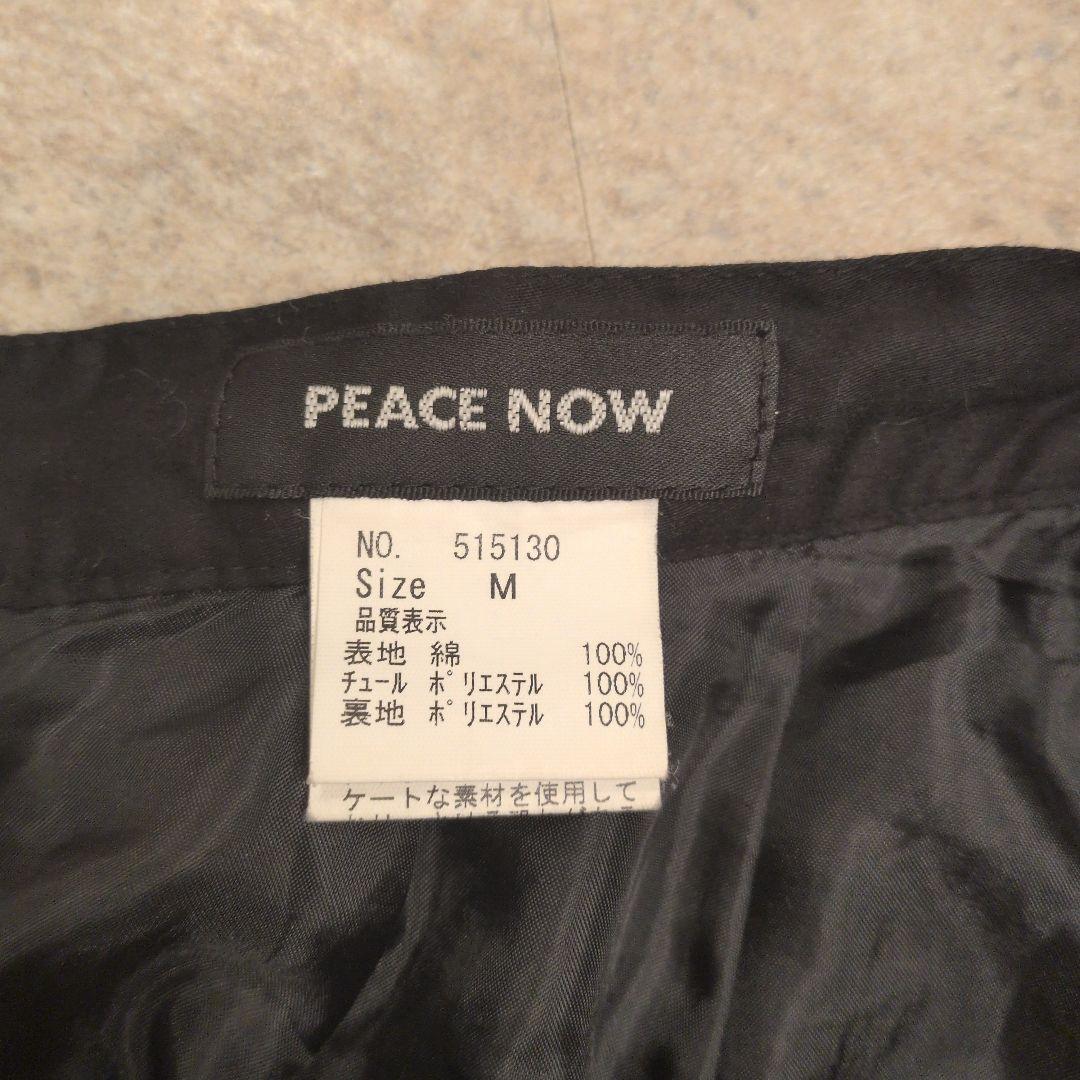 PEACE NOW
NO. 515130
Size M
品質表示
表地 綿 100%
チュール ポリエステル 100%
裏地 ポリエステル 100%
ケートな素材を使用して